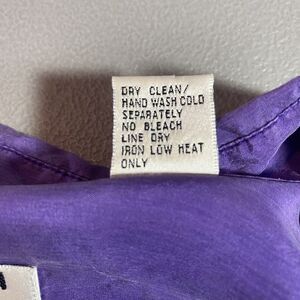 DRY CLEAN/
HAND WASH COLD
SEPARATELY
NO BLEACH
LINE DRY
IRON LOW HEAT
ONLY